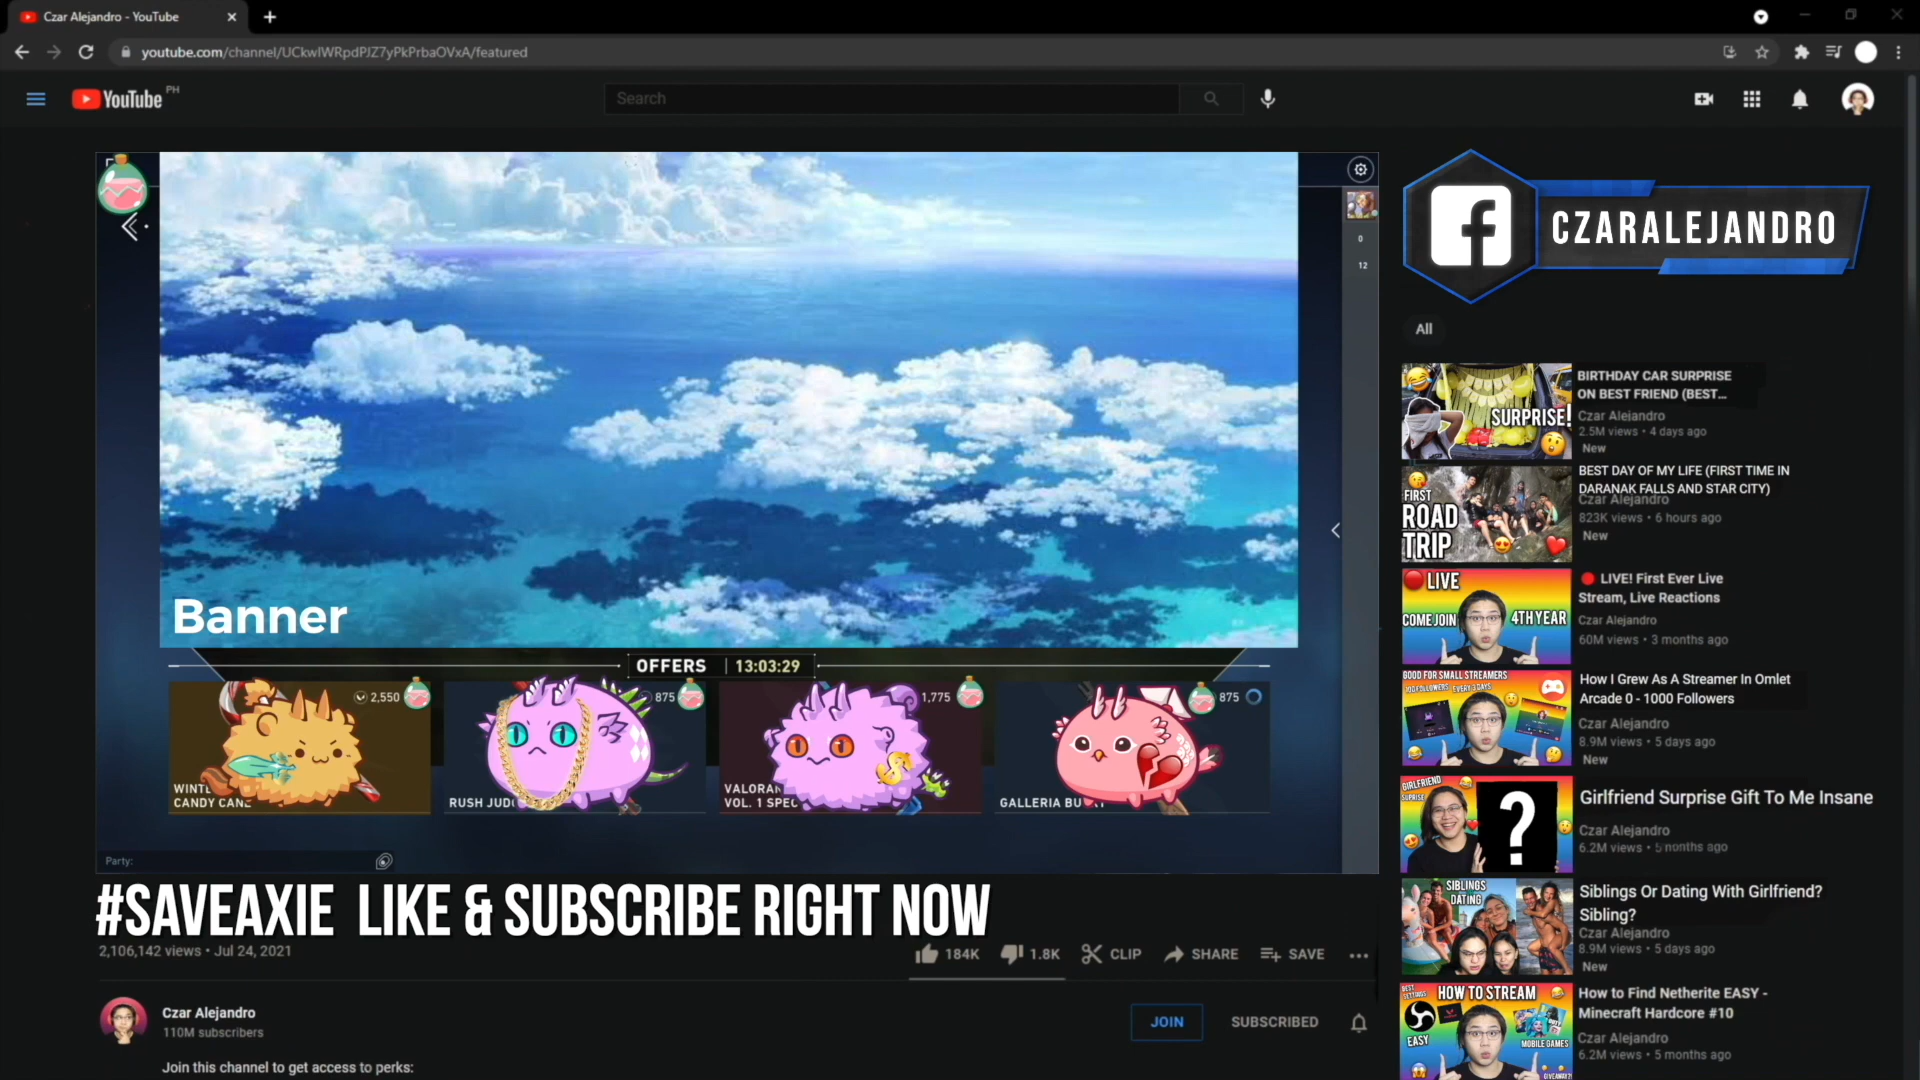 Czar Alejandro - YouTube
youtube.com/channel/UCkwIWRpdPJZ7yPkPrbaOVxA/featured
YouTube PH
Search
0
12
Banner
OFFERS | 13:03:29
2,550
CANDY CANE
875
RUSH
1,775
VOL. 1
875
GALLERIA
Party:
#SAVEAXIE LIKE & SUBSCRIBE RIGHT NOW
2,106,142 views • Jul 24, 2021
184K
1.8K
CLIP
SHARE
SAVE
Czar Alejandro
110M subscribers
JOIN
SUBSCRIBED
Join this channel to get access to perks:
CZARALEJANDRO
All
SURPRISE!
BIRTHDAY CAR SURPRISE
ON BEST FRIEND (BEST...
Czar Alejandro
2.5M views • 4 days ago
New
FIRST
ROAD
TRIP
BEST DAY OF MY LIFE (FIRST TIME IN
DARANAK FALLS AND STAR CITY)
Czar Alejandro
823K views • 6 hours ago
New
LIVE
COME JOIN
4TH YEAR
LIVE! First Ever Live
Stream, Live Reactions
Czar Alejandro
60M views • 3 months ago
GOOD FOR SMALL STREAMERS
EVERY 3 DAYS
How I Grew As A Streamer In Omlet
Arcade 0 - 1000 Followers
Czar Alejandro
8.9M views • 5 days ago
New
GIRLFRIEND
SUPRISE
?
Girlfriend Surprise Gift To Me Insane
Czar Alejandro
6.2M views • 5 months ago
SIBLINGS
DATING
Siblings Or Dating With Girlfriend?
Sibling?
Czar Alejandro
8.9M views • 5 days ago
New
BEST
SETTINGS
HOW TO STREAM
EASY
MOBILE GAMES
How to Find Netherite EASY -
Minecraft Hardcore #10
Czar Alejandro
6.2M views • 5 months ago